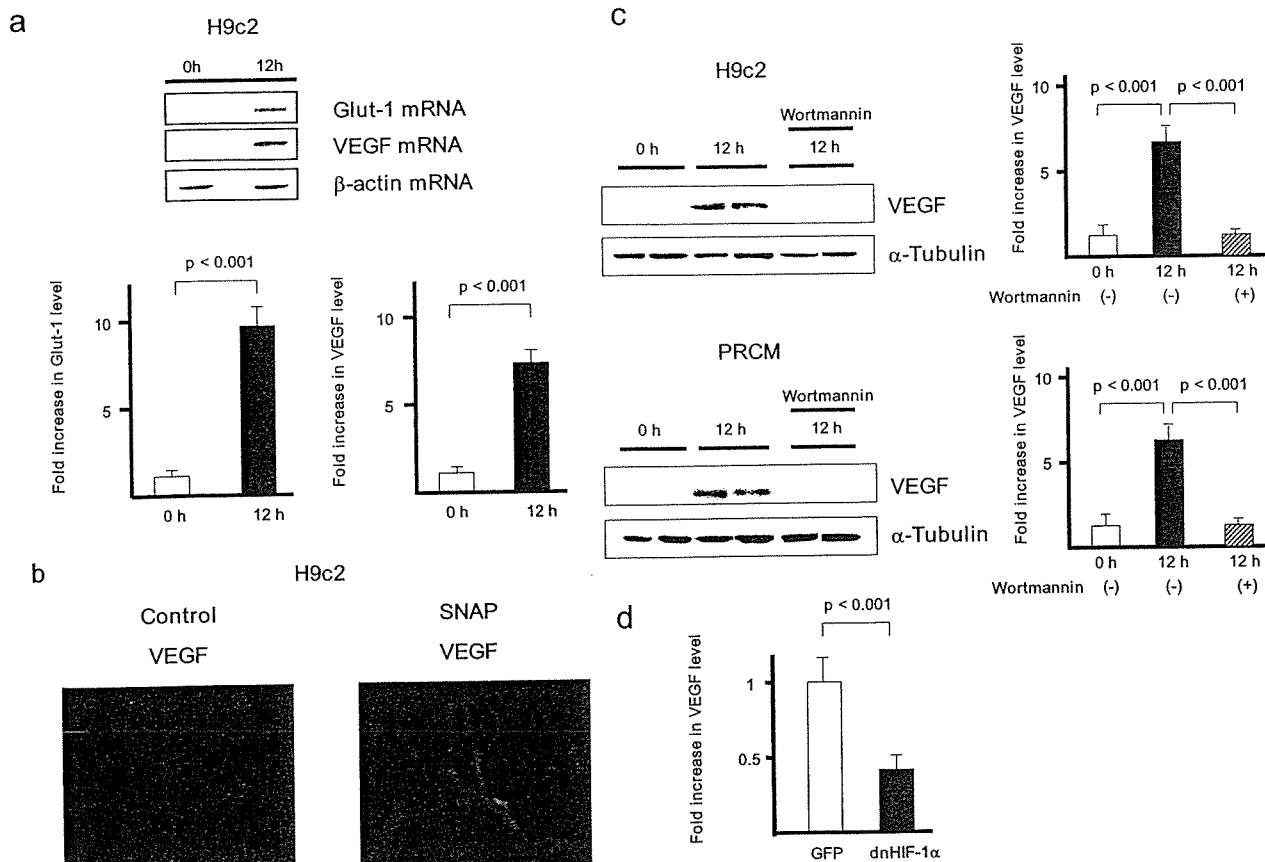 a
H9c2
0h 12h
Glut-1 mRNA
VEGF mRNA
β-actin mRNA
p < 0.001
Fold increase in Glut-1 level
10
5
0 h 12 h
p < 0.001
Fold increase in VEGF level
10
5
0 h 12 h
b
H9c2
Control
VEGF
SNAP
VEGF
c
H9c2
Wortmannin
0 h 12 h 12 h
VEGF
α-Tubulin
p < 0.001 p < 0.001
Fold increase in VEGF level
10
5
0 h 12 h 12 h
Wortmannin (-) (-) (+)
PRCM
Wortmannin
0 h 12 h 12 h
VEGF
α-Tubulin
p < 0.001 p < 0.001
Fold increase in VEGF level
10
5
0 h 12 h 12 h
Wortmannin (-) (-) (+)
d
p < 0.001
Fold increase in VEGF level
1
0.5
GFP dnHIF-1α